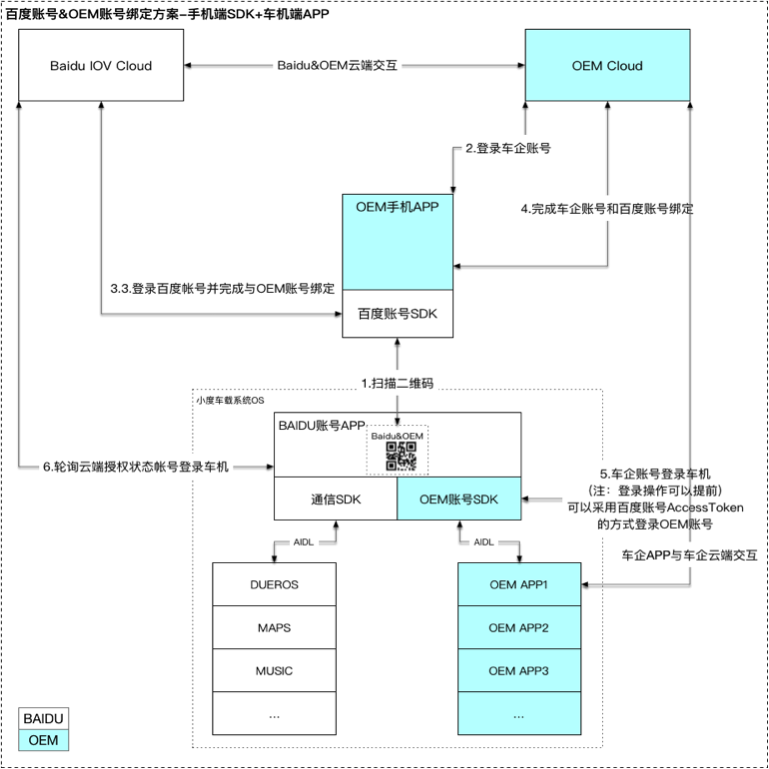 百度账号&OEM账号绑定方案-手机端SDK+车机端APP
Baidu IOV Cloud
Baidu&OEM云端交互
OEM Cloud
2.登录车企账号
OEM手机APP
4.完成车企账号和百度账号绑定
3.3.登录百度帐号并完成与OEM账号绑定
百度账号SDK
1.扫描二维码
小度车载系统OS
BAIDU账号APP
Baidu&OEM
6.轮询云端授权状态帐号登录车机
5.车企账号登录车机
(注：登录操作可以提前)
可以采用百度账号AccessToken
的方式登录OEM账号
通信SDK
OEM账号SDK
AIDL
AIDL
车企APP与车企云端交互
DUEROS
OEM APP1
MAPS
OEM APP2
MUSIC
OEM APP3
...
...
BAIDU
OEM